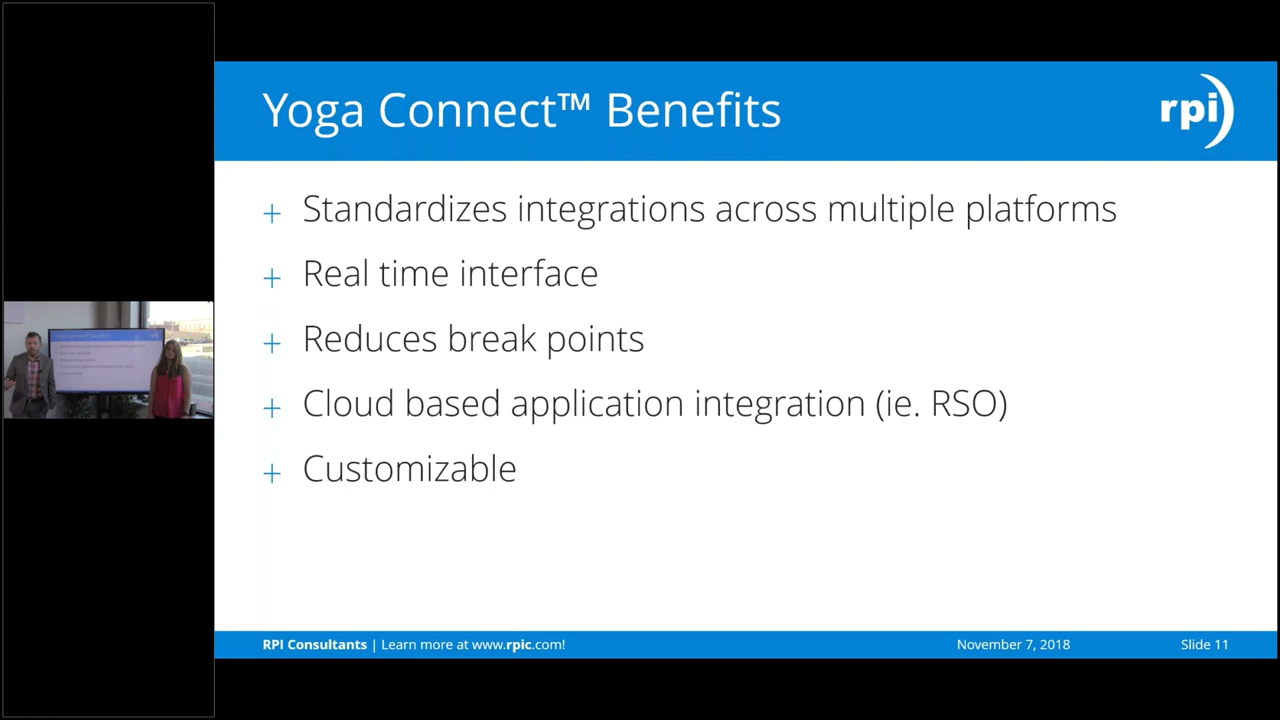 Yoga Connect™ Benefits
rpi
+ Standardizes integrations across multiple platforms
+ Real time interface
+ Reduces break points
+ Cloud based application integration (ie. RSO)
+ Customizable
RPI Consultants | Learn more at www.rpic.com! November 7, 2018 Slide 11